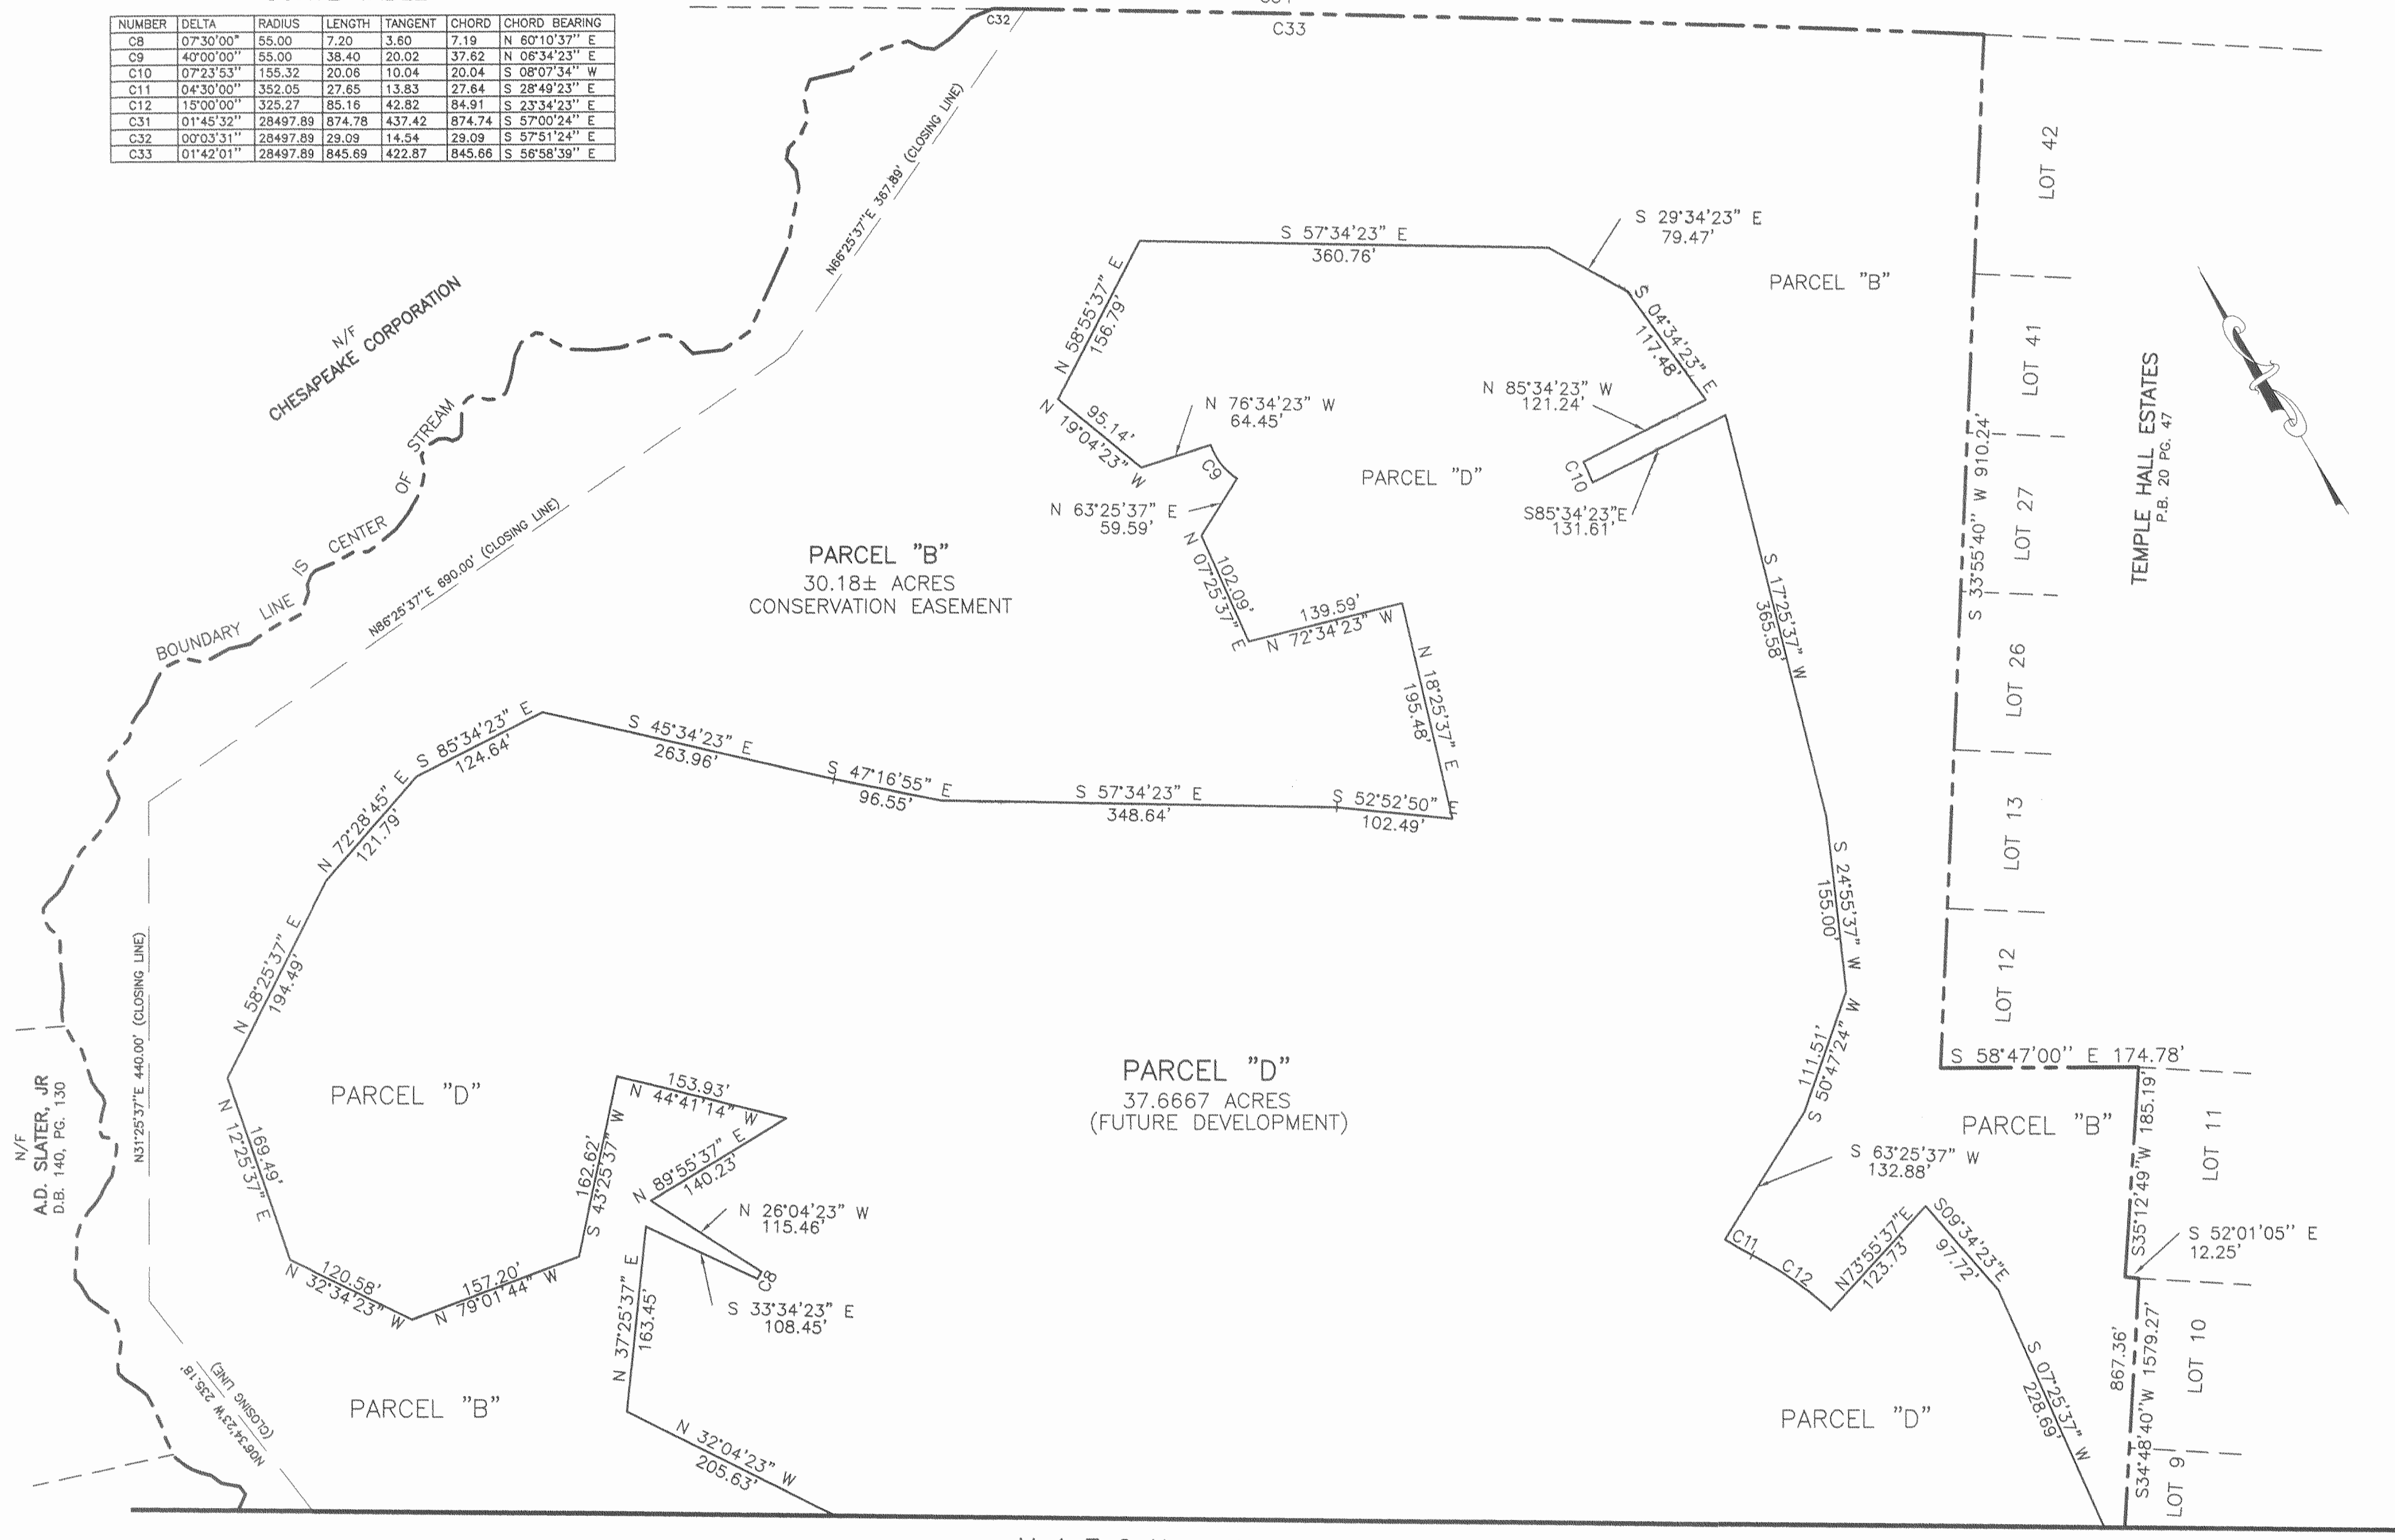 NUMBER DELTA RADIUS LENGTH TANGENT CHORD CHORD BEARING
C8 07°30'00" 55.00 7.20 3.60 7.19 N 60°10'37" E
C9 40°00'00" 55.00 38.40 20.02 37.62 N 06°34'23" E
C10 07°23'53" 155.32 20.06 10.04 20.04 S 08°07'34" W
C11 04°30'00" 352.05 27.65 13.83 27.64 S 28°49'23" E
C12 15°00'00" 325.27 85.16 42.82 84.91 S 23°34'23" E
C31 01°45'32" 28497.89 874.78 437.42 874.74 S 57°00'24" E
C32 00°03'31" 28497.89 29.09 14.54 29.09 S 57°51'24" E
C33 01°42'01" 28497.89 845.69 422.87 845.66 S 56°58'39" E
C32
C33
N66°25'37"E 367.89' (CLOSING LINE)
N/F
CHESAPEAKE CORPORATION
BOUNDARY LINE IS CENTER OF STREAM
N86°25'37"E 690.00' (CLOSING LINE)
S 57°34'23" E
360.76'
S 29°34'23" E
79.47'
PARCEL "B"
N 58°55'37" E
156.79'
S 04°34'23" E
117.48'
N 85°34'23" W
121.24'
N 76°34'23" W
64.45'
95.14'
N 19°04'23" W
C9
C10
PARCEL "D"
N 63°25'37" E
59.59'
S85°34'23"E
131.61'
PARCEL "B"
30.18± ACRES
CONSERVATION EASEMENT
102.09'
N 07°25'37" E
139.59'
N 72°34'23" W
N 18°25'37" E
195.48'
S 17°25'37" W
365.58'
LOT 42
LOT 41
LOT 27
LOT 26
LOT 13
LOT 12
S 33°55'40" W 910.24'
TEMPLE HALL ESTATES
P.B. 20 PG. 47
S 85°34'23" E
124.64'
S 45°34'23" E
263.96'
S 47°16'55" E
96.55'
S 57°34'23" E
348.64'
S 52°52'50" E
102.49'
N 72°28'45" E
121.79'
S 24°55'37" W
155.00'
N 58°25'37" E
194.49'
N31°25'37"E 440.00' (CLOSING LINE)
N/F
A.D. SLATER, JR
D.B. 140, PG. 130
PARCEL "D"
153.93'
N 44°41'14" W
N 89°55'37" E
140.23'
162.62'
S 43°25'37" W
PARCEL "D"
37.6667 ACRES
(FUTURE DEVELOPMENT)
111.51'
S 50°47'24" W
S 58°47'00" E 174.78'
PARCEL "B"
S35°12'49"W 185.19'
LOT 11
169.49'
N 12°25'37" E
S 63°25'37" W
132.88'
N 26°04'23" W
115.46'
C8
S 33°34'23" E
108.45'
120.58'
N 32°34'23" W
157.20'
N 79°01'44" W
N 37°25'37" E
163.45'
C11
C12
N73°55'37"E
123.73'
S09°34'23"E
97.72'
S 52°01'05" E
12.25'
N06°34'23"W 235.18'
(CLOSING LINE)
PARCEL "B"
N 32°04'23" W
205.63'
PARCEL "D"
S 07°25'37" W
228.69'
867.36'
S34°48'40"W 1579.27'
LOT 10
LOT 9